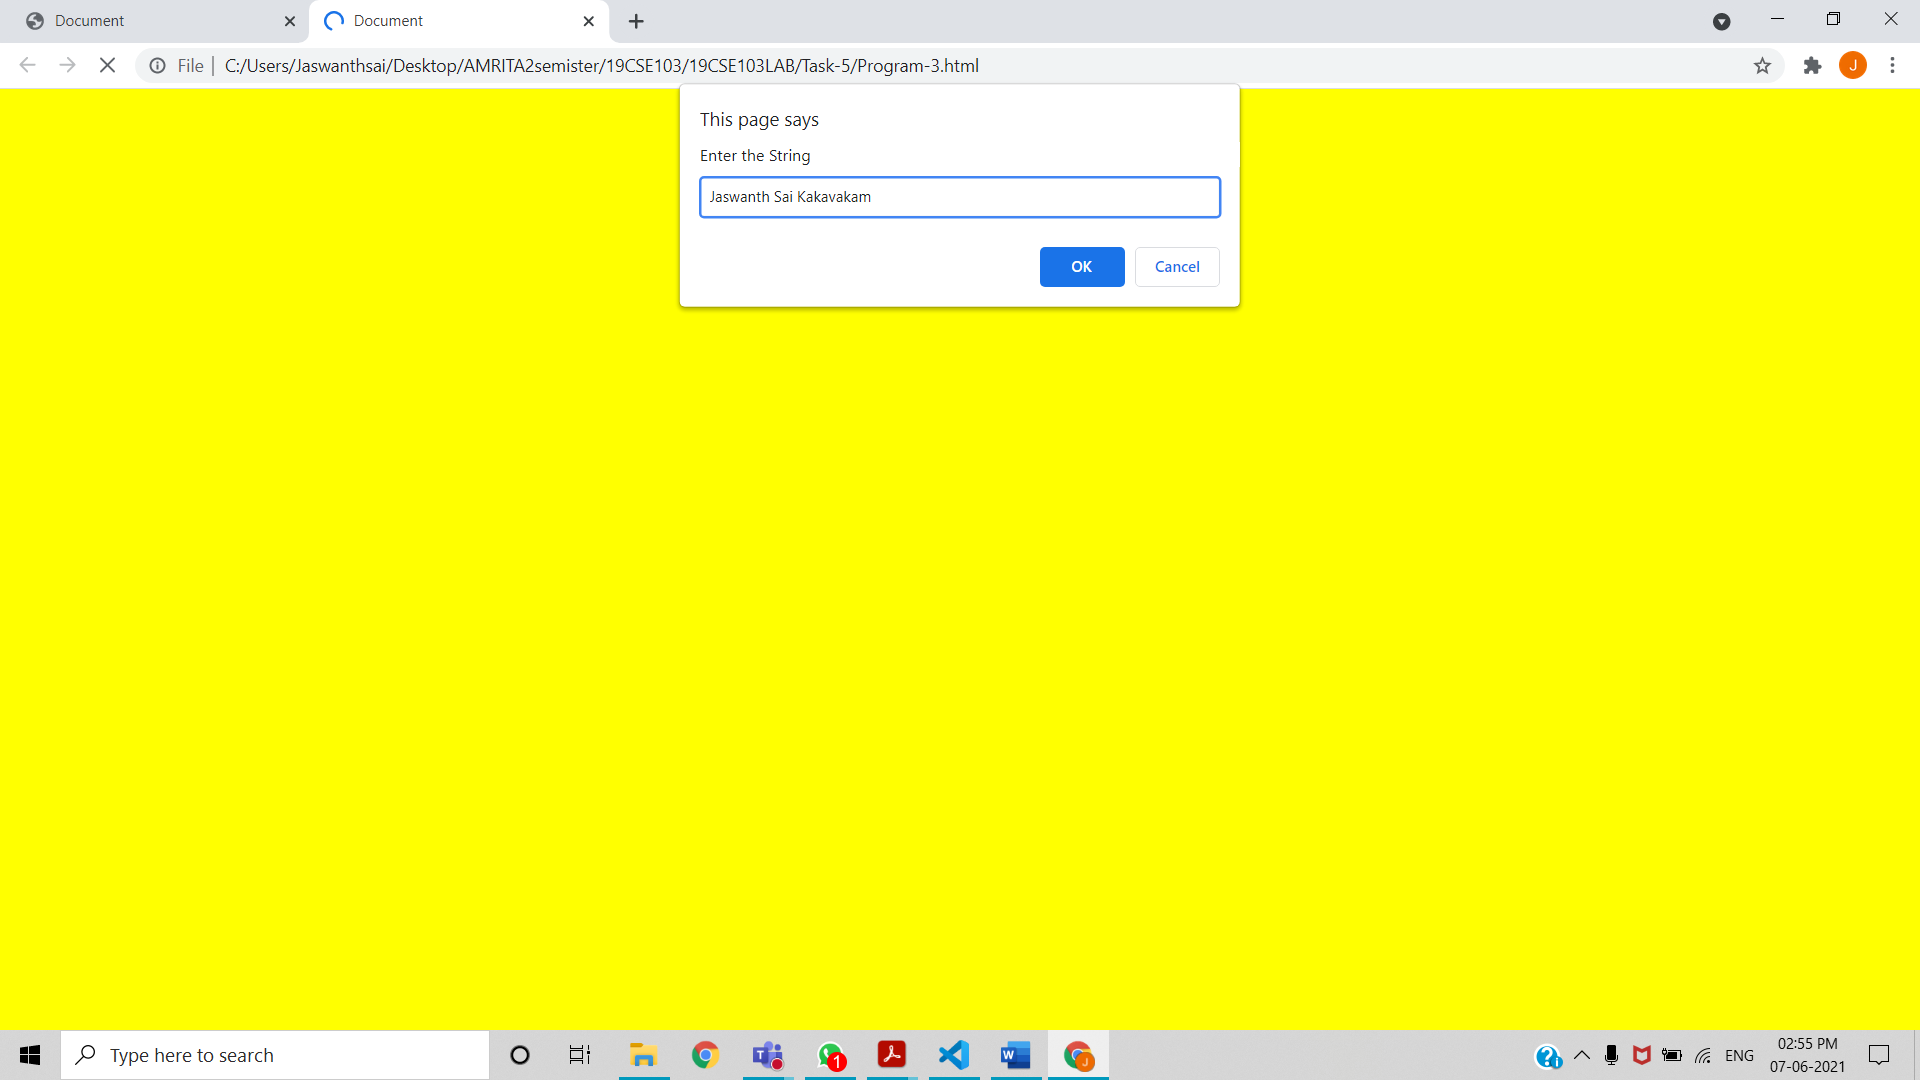 Document
Document
File
C:/Users/Jaswanthsai/Desktop/AMRITA2semister/19CSE103/19CSE103LAB/Task-5/Program-3.html
J
This page says
Enter the String
Jaswanth Sai Kakavakam
OK
Cancel
Type here to search
T
1
W
J
ENG
02:55 PM
07-06-2021